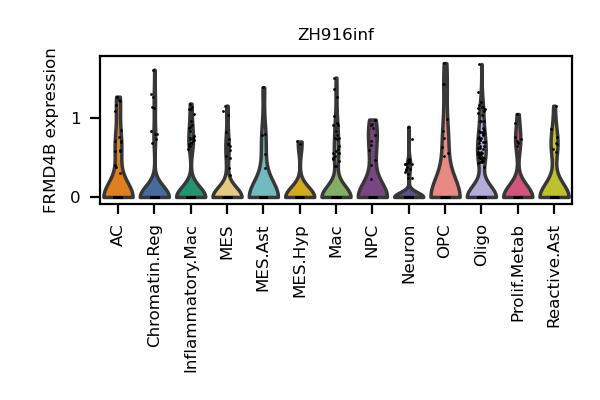 ZH916inf
FRMD4B expression
1
0
AC
Chromatin.Reg
Inflammatory.Mac
MES
MES.Ast
MES.Hyp
Mac
NPC
Neuron
OPC
Oligo
Prolif.Metab
Reactive.Ast